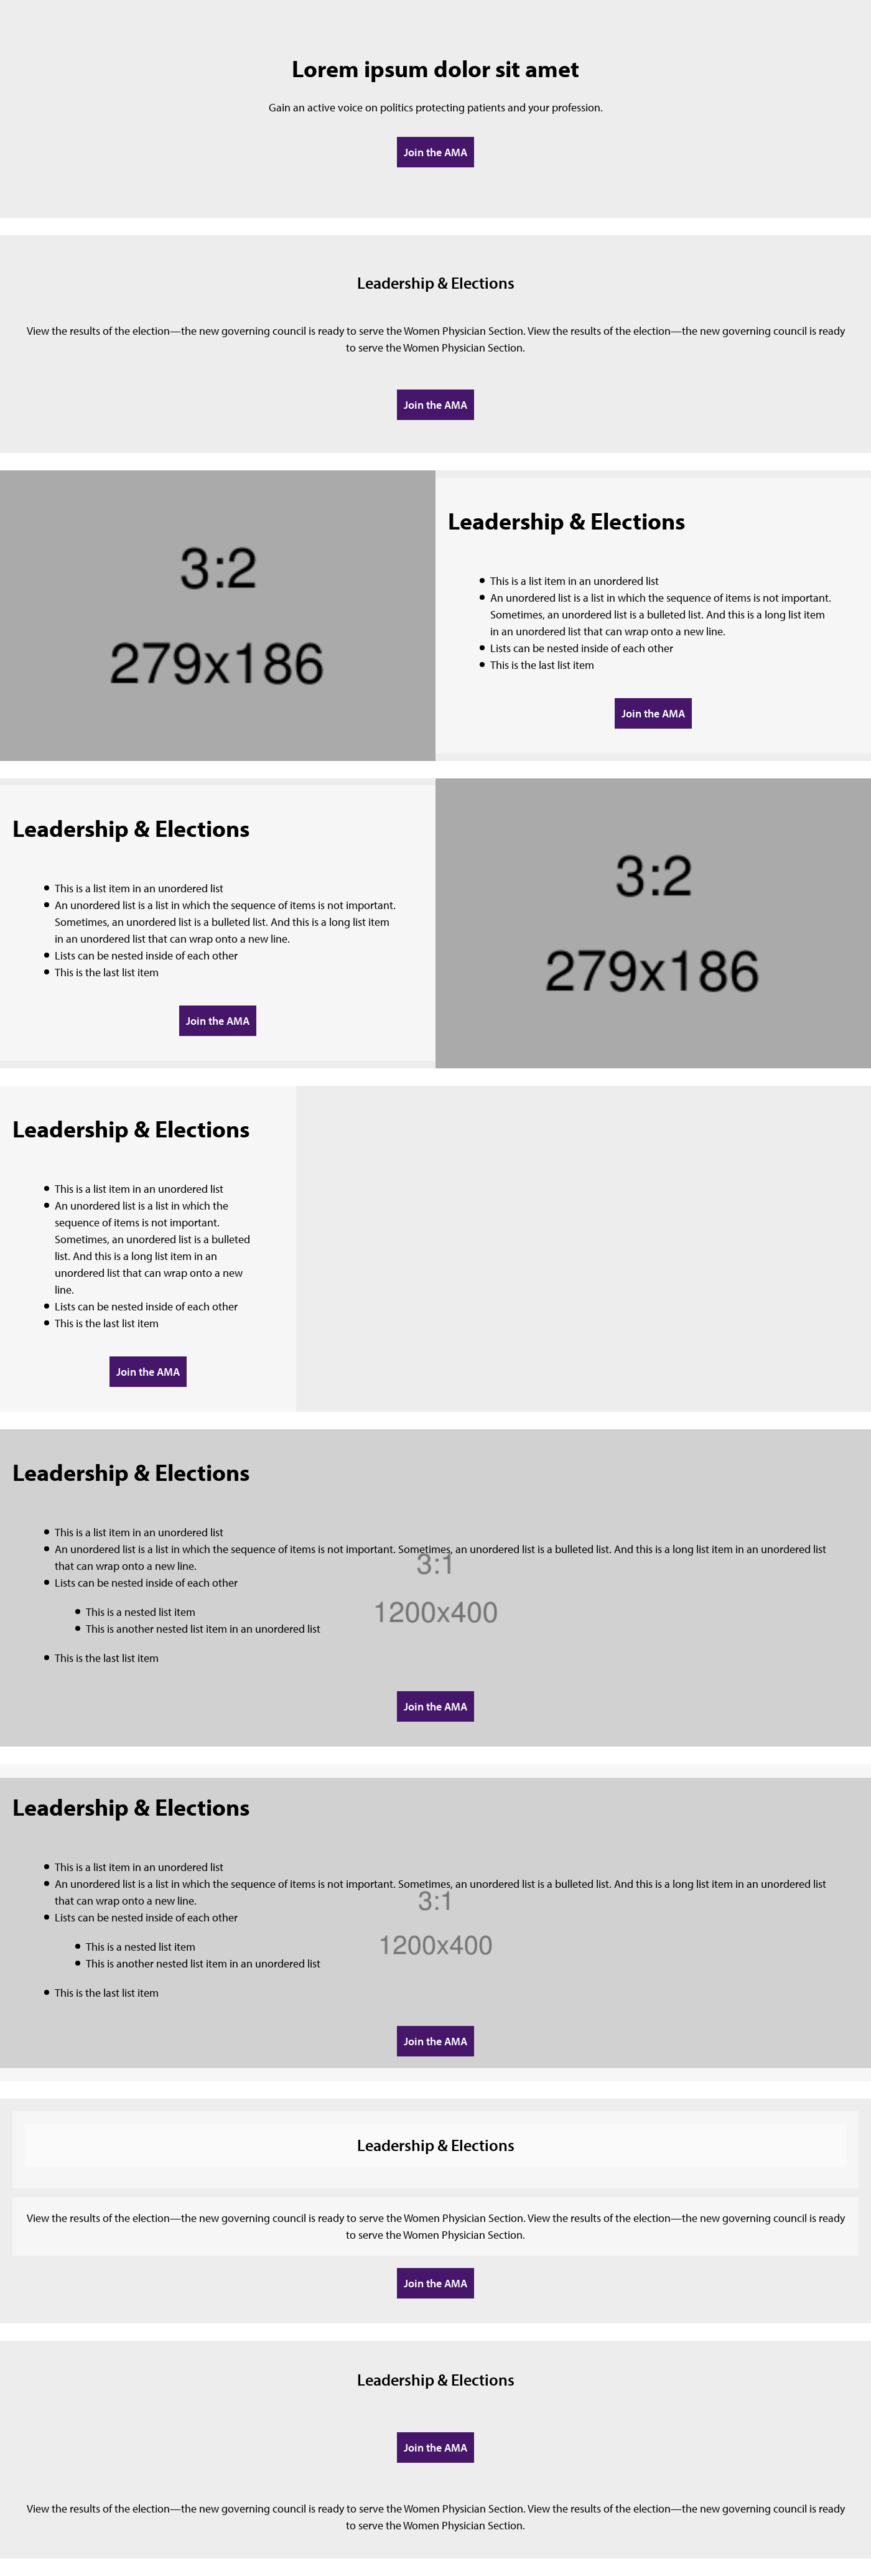 Lorem ipsum dolor sit amet
Gain an active voice on politics protecting patients and your profession.
Join the AMA
Leadership & Elections
View the results of the election—the new governing council is ready to serve the Women Physician Section. View the results of the election—the new governing council is ready
to serve the Women Physician Section.
Join the AMA
3:2
279x186
Leadership & Elections
This is a list item in an unordered list
An unordered list is a list in which the sequence of items is not important.
Sometimes, an unordered list is a bulleted list. And this is a long list item
in an unordered list that can wrap onto a new line.
Lists can be nested inside of each other
This is the last list item
Join the AMA
Leadership & Elections
This is a list item in an unordered list
An unordered list is a list in which the sequence of items is not important.
Sometimes, an unordered list is a bulleted list. And this is a long list item
in an unordered list that can wrap onto a new line.
Lists can be nested inside of each other
This is the last list item
Join the AMA
3:2
279x186
Leadership & Elections
This is a list item in an unordered list
An unordered list is a list in which the
sequence of items is not important.
Sometimes, an unordered list is a bulleted
list. And this is a long list item in an
unordered list that can wrap onto a new
line.
Lists can be nested inside of each other
This is the last list item
Join the AMA
Leadership & Elections
This is a list item in an unordered list
An unordered list is a list in which the sequence of items is not important. Sometimes, an unordered list is a bulleted list. And this is a long list item in an unordered list
that can wrap onto a new line.
3:1
Lists can be nested inside of each other
1200x400
This is a nested list item
This is another nested list item in an unordered list
This is the last list item
Join the AMA
Leadership & Elections
This is a list item in an unordered list
An unordered list is a list in which the sequence of items is not important. Sometimes, an unordered list is a bulleted list. And this is a long list item in an unordered list
that can wrap onto a new line.
3:1
Lists can be nested inside of each other
1200x400
This is a nested list item
This is another nested list item in an unordered list
This is the last list item
Join the AMA
Leadership & Elections
View the results of the election—the new governing council is ready to serve the Women Physician Section. View the results of the election—the new governing council is ready
to serve the Women Physician Section.
Join the AMA
Leadership & Elections
Join the AMA
View the results of the election—the new governing council is ready to serve the Women Physician Section. View the results of the election—the new governing council is ready
to serve the Women Physician Section.